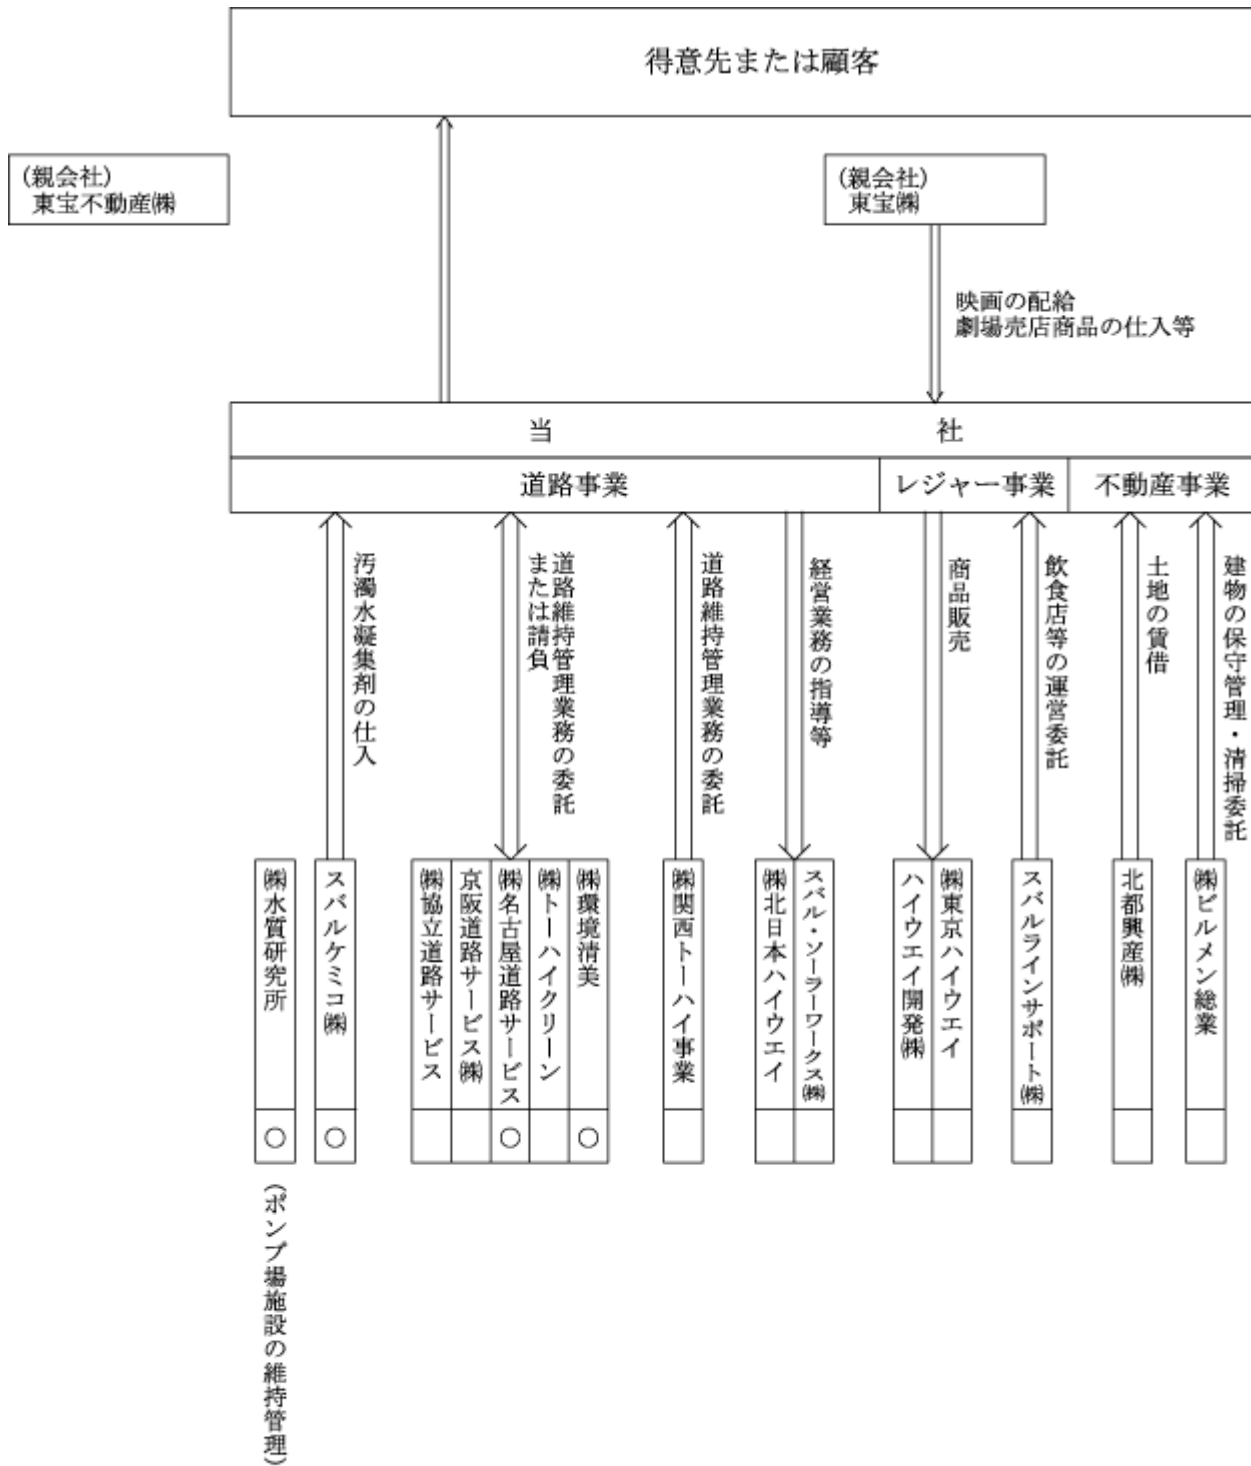 得意先または顧客
(親会社)
東宝不動産㈱
(親会社)
東宝㈱
映画の配給
劇場売店商品の仕入等
当社
道路事業
レジャー事業
不動産事業
汚濁水凝集剤の仕入
道路維持管理業務の委託
または請負
道路維持管理業務の委託
経営業務の指導等
商品販売
飲食店等の運営委託
土地の賃借
建物の保守管理・清掃委託
㈱水質研究所
スバルケミコ㈱
㈱協立道路サービス
京阪道路サービス㈱
㈱名古屋道路サービス
㈱トーハイクリーン
㈱環境清美
㈱関西トーハイ事業
㈱北日本ハイウエイ
スバル・ソーラーワークス㈱
ハイウエイ開発㈱
㈱東京ハイウエイ
スバルラインサポート㈱
北都興産㈱
㈱ビルメン総業
○
○
○
○
(ポンプ場施設の維持管理)